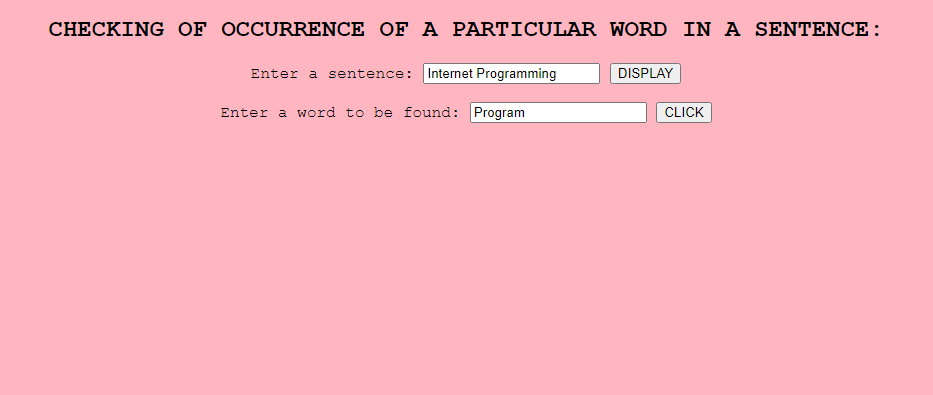 CHECKING OF OCCURRENCE OF A PARTICULAR WORD IN A SENTENCE:
Enter a sentence: Internet Programming DISPLAY
Enter a word to be found: Program CLICK